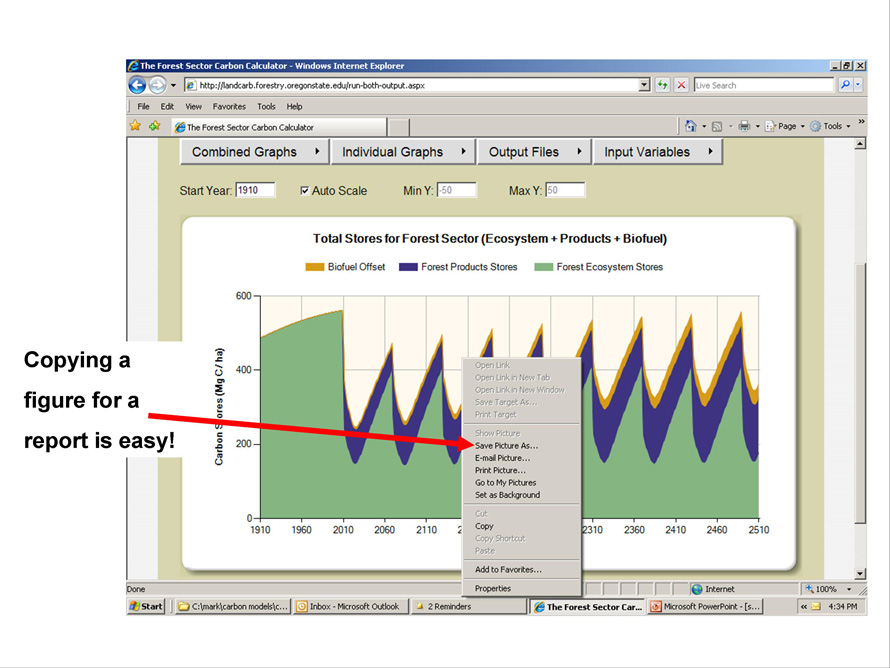 The Forest Sector Carbon Calculator - Windows Internet Explorer
http://landcarb.forestry.oregonstate.edu/run-both-output.aspx
Live Search
File Edit View Favorites Tools Help
The Forest Sector Carbon Calculator
Page Tools
Combined Graphs Individual Graphs Output Files Input Variables
Start Year: 1910 Auto Scale Min Y: -50 Max Y: 50
Total Stores for Forest Sector (Ecosystem + Products + Biofuel)
Biofuel Offset Forest Products Stores Forest Ecosystem Stores
Copying a
figure for a
report is easy!
600
400
200
0
1910 1960 2010 2060 2110 2310 2360 2410 2460 2510
Open Link
Open Link in New Tab
Open Link in New Window
Save Target As...
Print Target
Show Picture
Save Picture As...
E-mail Picture...
Print Picture...
Go to My Pictures
Set as Background
Cut
Copy
Copy Shortcut
Paste
Add to Favorites...
Properties
Done Internet 100%
Start C:\mark\carbon models\c... Inbox - Microsoft Outlook 2 Reminders The Forest Sector Car... Microsoft PowerPoint - [s... 4:34 PM